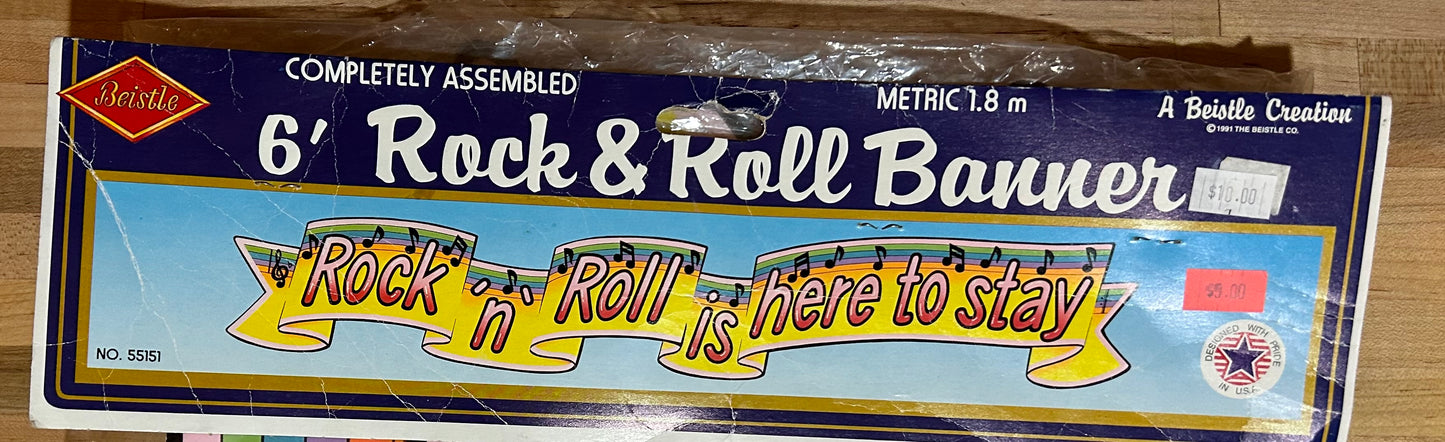 Beistle
COMPLETELY ASSEMBLED
METRIC 1.8 m
A Beistle Creation
©1991 THE BEISTLE CO.
6' Rock & Roll Banner
$10.00
Rock 'n' Roll is here to stay
$5.00
NO. 55151
DESIGNED WITH PRIDE
IN U.S.A.